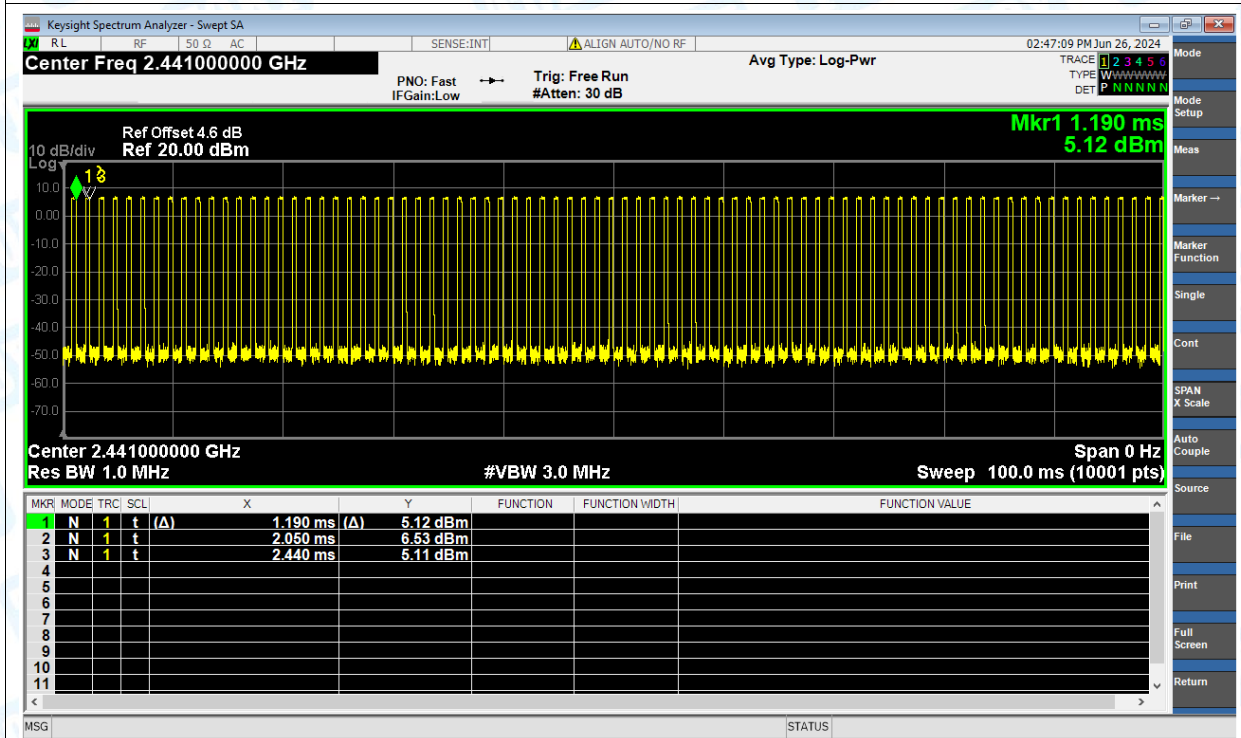 Keysight Spectrum Analyzer - Swept SA
LXI RL RF 50 Ω AC SENSE:INT ALIGN AUTO/NO RF 02:47:09 PM Jun 26, 2024
Center Freq 2.441000000 GHz
PNO: Fast
IFGain:Low
Trig: Free Run
#Atten: 30 dB
Avg Type: Log-Pwr
TRACE 1 2 3 4 5 6
TYPE WWWWWW
DET P N N N N N
Mkr1 1.190 ms
5.12 dBm
Ref Offset 4.6 dB
10 dB/div Ref 20.00 dBm
Log
1
3
10.0
0.00
-10.0
-20.0
-30.0
-40.0
-50.0
-60.0
-70.0
Center 2.441000000 GHz Span 0 Hz
Res BW 1.0 MHz #VBW 3.0 MHz Sweep 100.0 ms (10001 pts)
MKR MODE TRC SCL X Y FUNCTION FUNCTION WIDTH FUNCTION VALUE
1 N 1 t (Δ) 1.190 ms (Δ) 5.12 dBm
2 N 1 t 2.050 ms 6.53 dBm
3 N 1 t 2.440 ms 5.11 dBm
4
5
6
7
8
9
10
11
MSG STATUS
Mode
Mode
Setup
Meas
Marker →
Marker
Function
Single
Cont
SPAN
X Scale
Auto
Couple
Source
File
Print
Full
Screen
Return